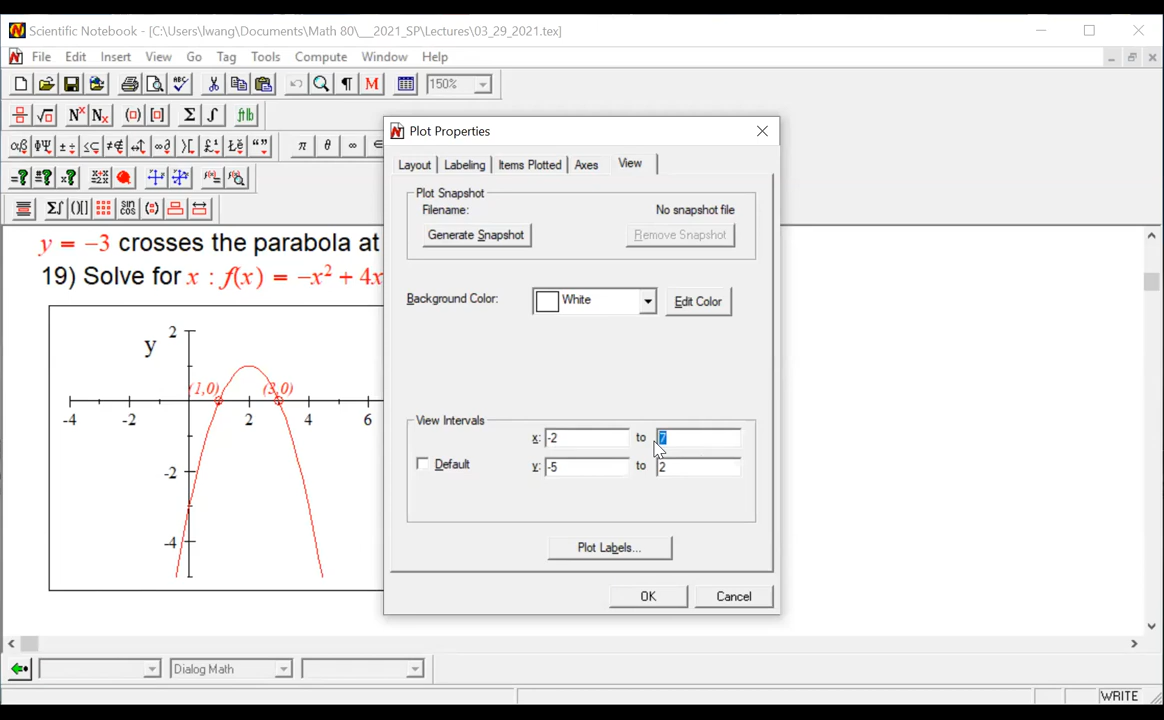 Scientific Notebook - [C:\Users\lwang\Documents\Math 80\__2021_SP\Lectures\03_29_2021.tex]
File Edit Insert View Go Tag Tools Compute Window Help
150%
Plot Properties
Layout Labeling Items Plotted Axes View
Plot Snapshot
Filename: No snapshot file
Generate Snapshot Remove Snapshot
Background Color: White Edit Color
View Intervals
x: -2 to 7
Default
y: -5 to 2
Plot Labels...
OK Cancel
y = −3 crosses the parabola at
19) Solve for x : f(x) = −x² + 4x
y 2
(1,0) (3,0)
-4 -2 2 4 6
-2
-4
Dialog Math
WRITE